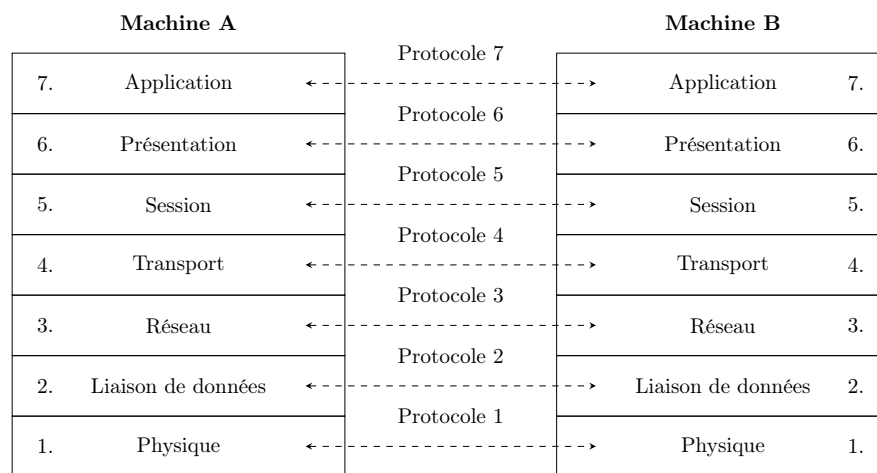 Machine A Machine B
Protocole 7
7. Application Application 7.
Protocole 6
6. Présentation Présentation 6.
Protocole 5
5. Session Session 5.
Protocole 4
4. Transport Transport 4.
Protocole 3
3. Réseau Réseau 3.
Protocole 2
2. Liaison de données Liaison de données 2.
Protocole 1
1. Physique Physique 1.